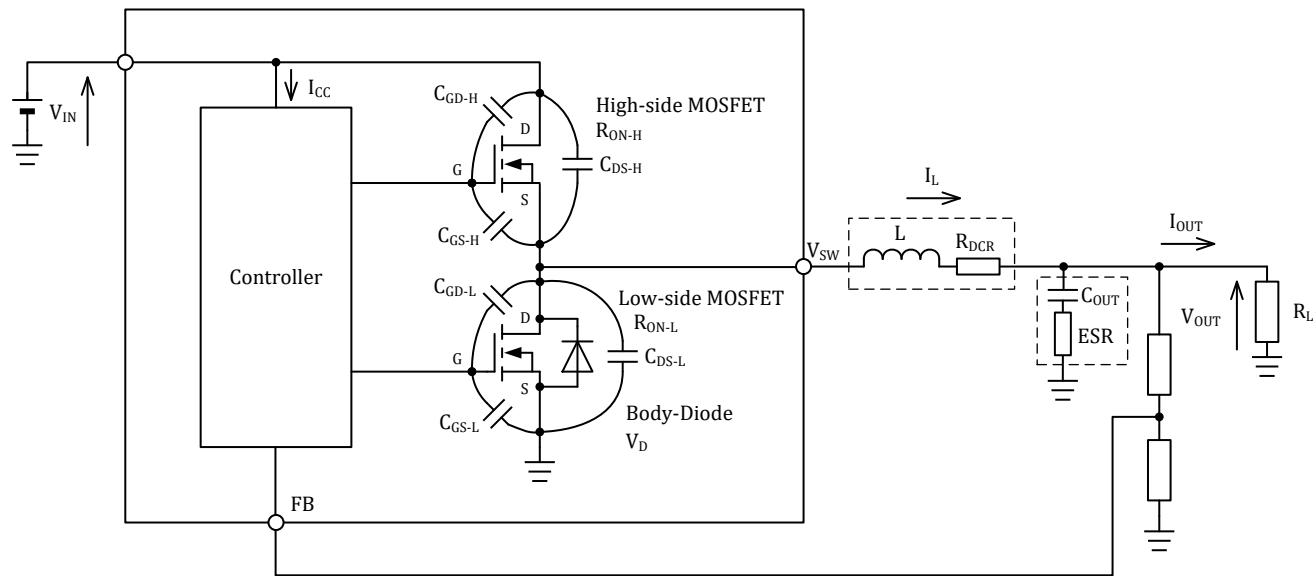 V_IN
I_CC
Controller
FB
C_GD-H
D
High-side MOSFET
R_ON-H
C_DS-H
G
S
C_GS-H
C_GD-L
D
Low-side MOSFET
R_ON-L
C_DS-L
G
S
C_GS-L
Body-Diode
V_D
V_SW
I_L
L
R_DCR
C_OUT
ESR
I_OUT
V_OUT
R_L